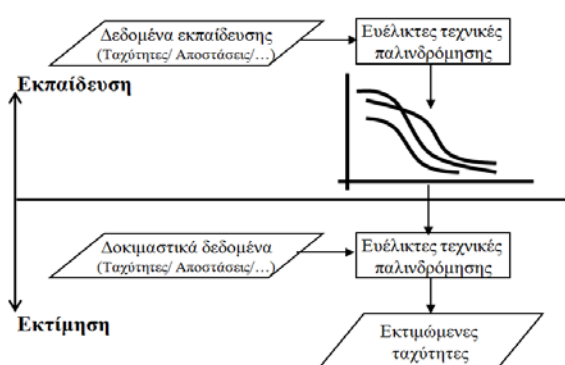 Δεδομένα εκπαίδευσης
(Ταχύτητες/ Αποστάσεις/…)
Ευέλικτες τεχνικές
παλινδρόμησης
Εκπαίδευση
Δοκιμαστικά δεδομένα
(Ταχύτητες/ Αποστάσεις/…)
Ευέλικτες τεχνικές
παλινδρόμησης
Εκτίμηση
Εκτιμώμενες
ταχύτητες